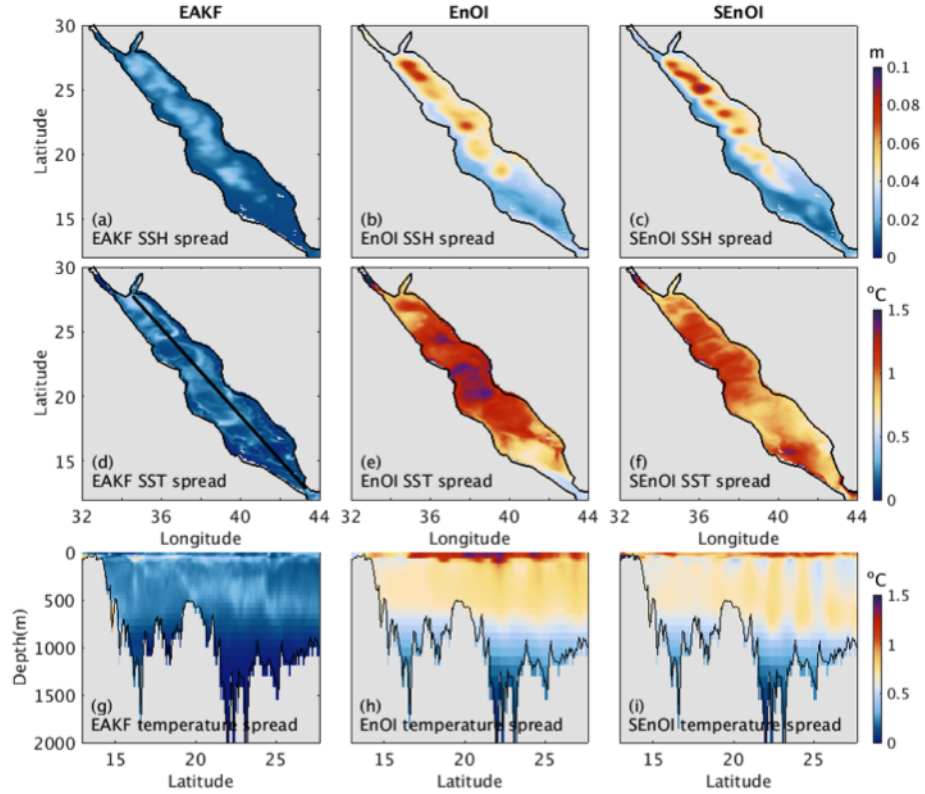 EAKF EnOI SEnOI
30
25
20
15
Latitude
(a)
EAKF SSH spread
(b)
EnOI SSH spread
(c)
SEnOI SSH spread
m
0.1
0.08
0.06
0.04
0.02
0
30
25
20
15
Latitude
(d)
EAKF SST spread
(e)
EnOI SST spread
(f)
SEnOI SST spread
ºC
1.5
1
0.5
0
32 36 40 44 32 36 40 44 32 36 40 44
Longitude Longitude Longitude
0
500
1000
1500
2000
Depth(m)
(g)
EAKF temperature spread
(h)
EnOI temperature spread
(i)
SEnOI temperature spread
ºC
1.5
1
0.5
0
15 20 25 15 20 25 15 20 25
Latitude Latitude Latitude